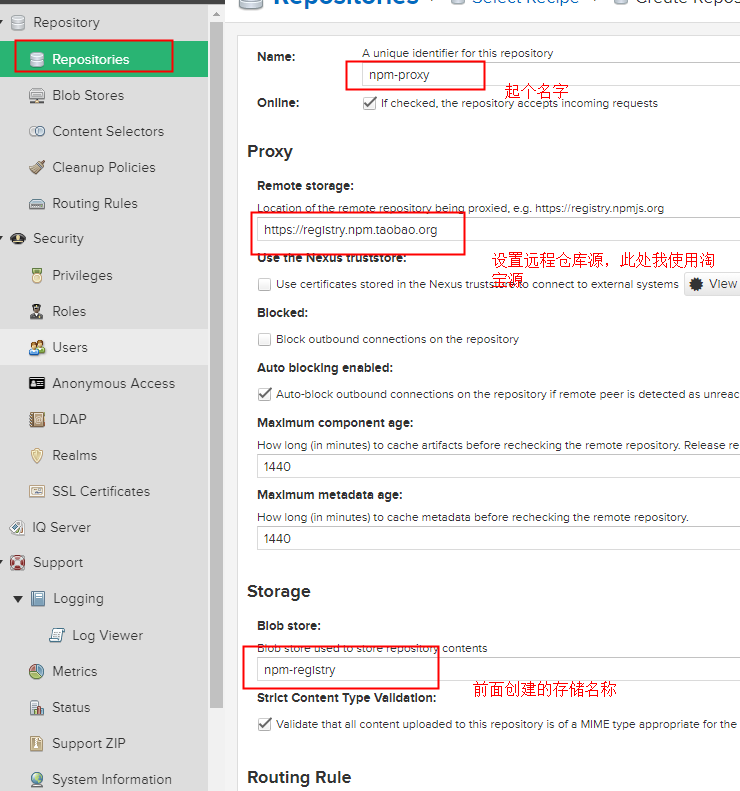 Repository
Repositories
Blob Stores
Content Selectors
Cleanup Policies
Routing Rules
Security
Privileges
Roles
Users
Anonymous Access
LDAP
Realms
SSL Certificates
IQ Server
Support
Logging
Log Viewer
Metrics
Status
Support ZIP
System Information
Repositories
Select Recipe
Name:
A unique identifier for this repository
npm-proxy
起个名字
Online:
If checked, the repository accepts incoming requests
Proxy
Remote storage:
Location of the remote repository being proxied, e.g. https://registry.npmjs.org
https://registry.npm.taobao.org
设置远程仓库源，此处我使用淘
宝源
Use the Nexus truststore:
Use certificates stored in the Nexus truststore to connect to external systems
View
Blocked:
Block outbound connections on the repository
Auto blocking enabled:
Auto-block outbound connections on the repository if remote peer is detected as unreac
Maximum component age:
How long (in minutes) to cache artifacts before rechecking the remote repository. Release re
1440
Maximum metadata age:
How long (in minutes) to cache metadata before rechecking the remote repository.
1440
Storage
Blob store:
Blob store used to store repository contents
npm-registry
前面创建的存储名称
Strict Content Type Validation:
Validate that all content uploaded to this repository is of a MIME type appropriate for the
Routing Rule